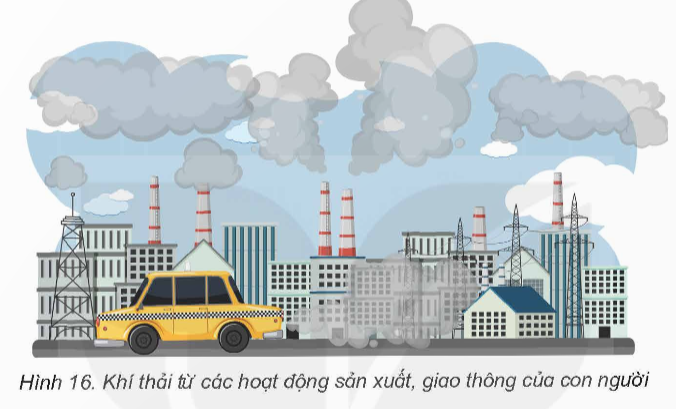 Hình 16. Khí thải từ các hoạt động sản xuất, giao thông của con người